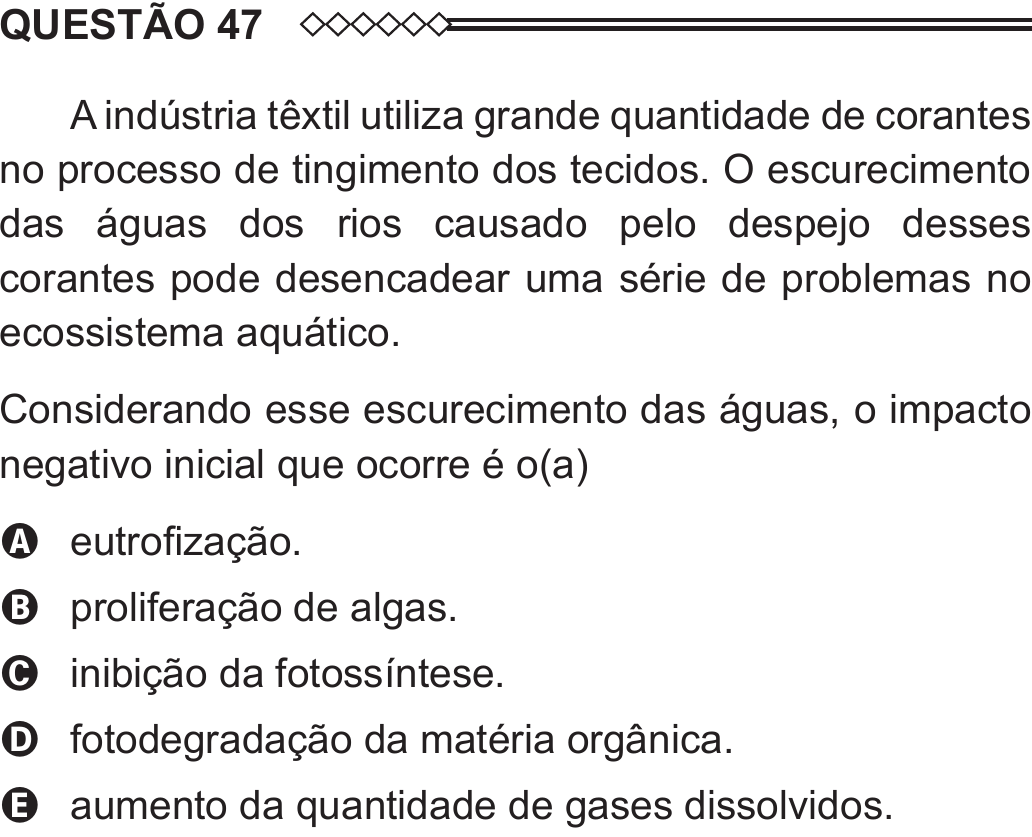 QUESTÃO 47
A indústria têxtil utiliza grande quantidade de corantes
no processo de tingimento dos tecidos. O escurecimento
das águas dos rios causado pelo despejo desses
corantes pode desencadear uma série de problemas no
ecossistema aquático.
Considerando esse escurecimento das águas, o impacto
negativo inicial que ocorre é o(a)
A eutrofização.
B proliferação de algas.
C inibição da fotossíntese.
D fotodegradação da matéria orgânica.
E aumento da quantidade de gases dissolvidos.